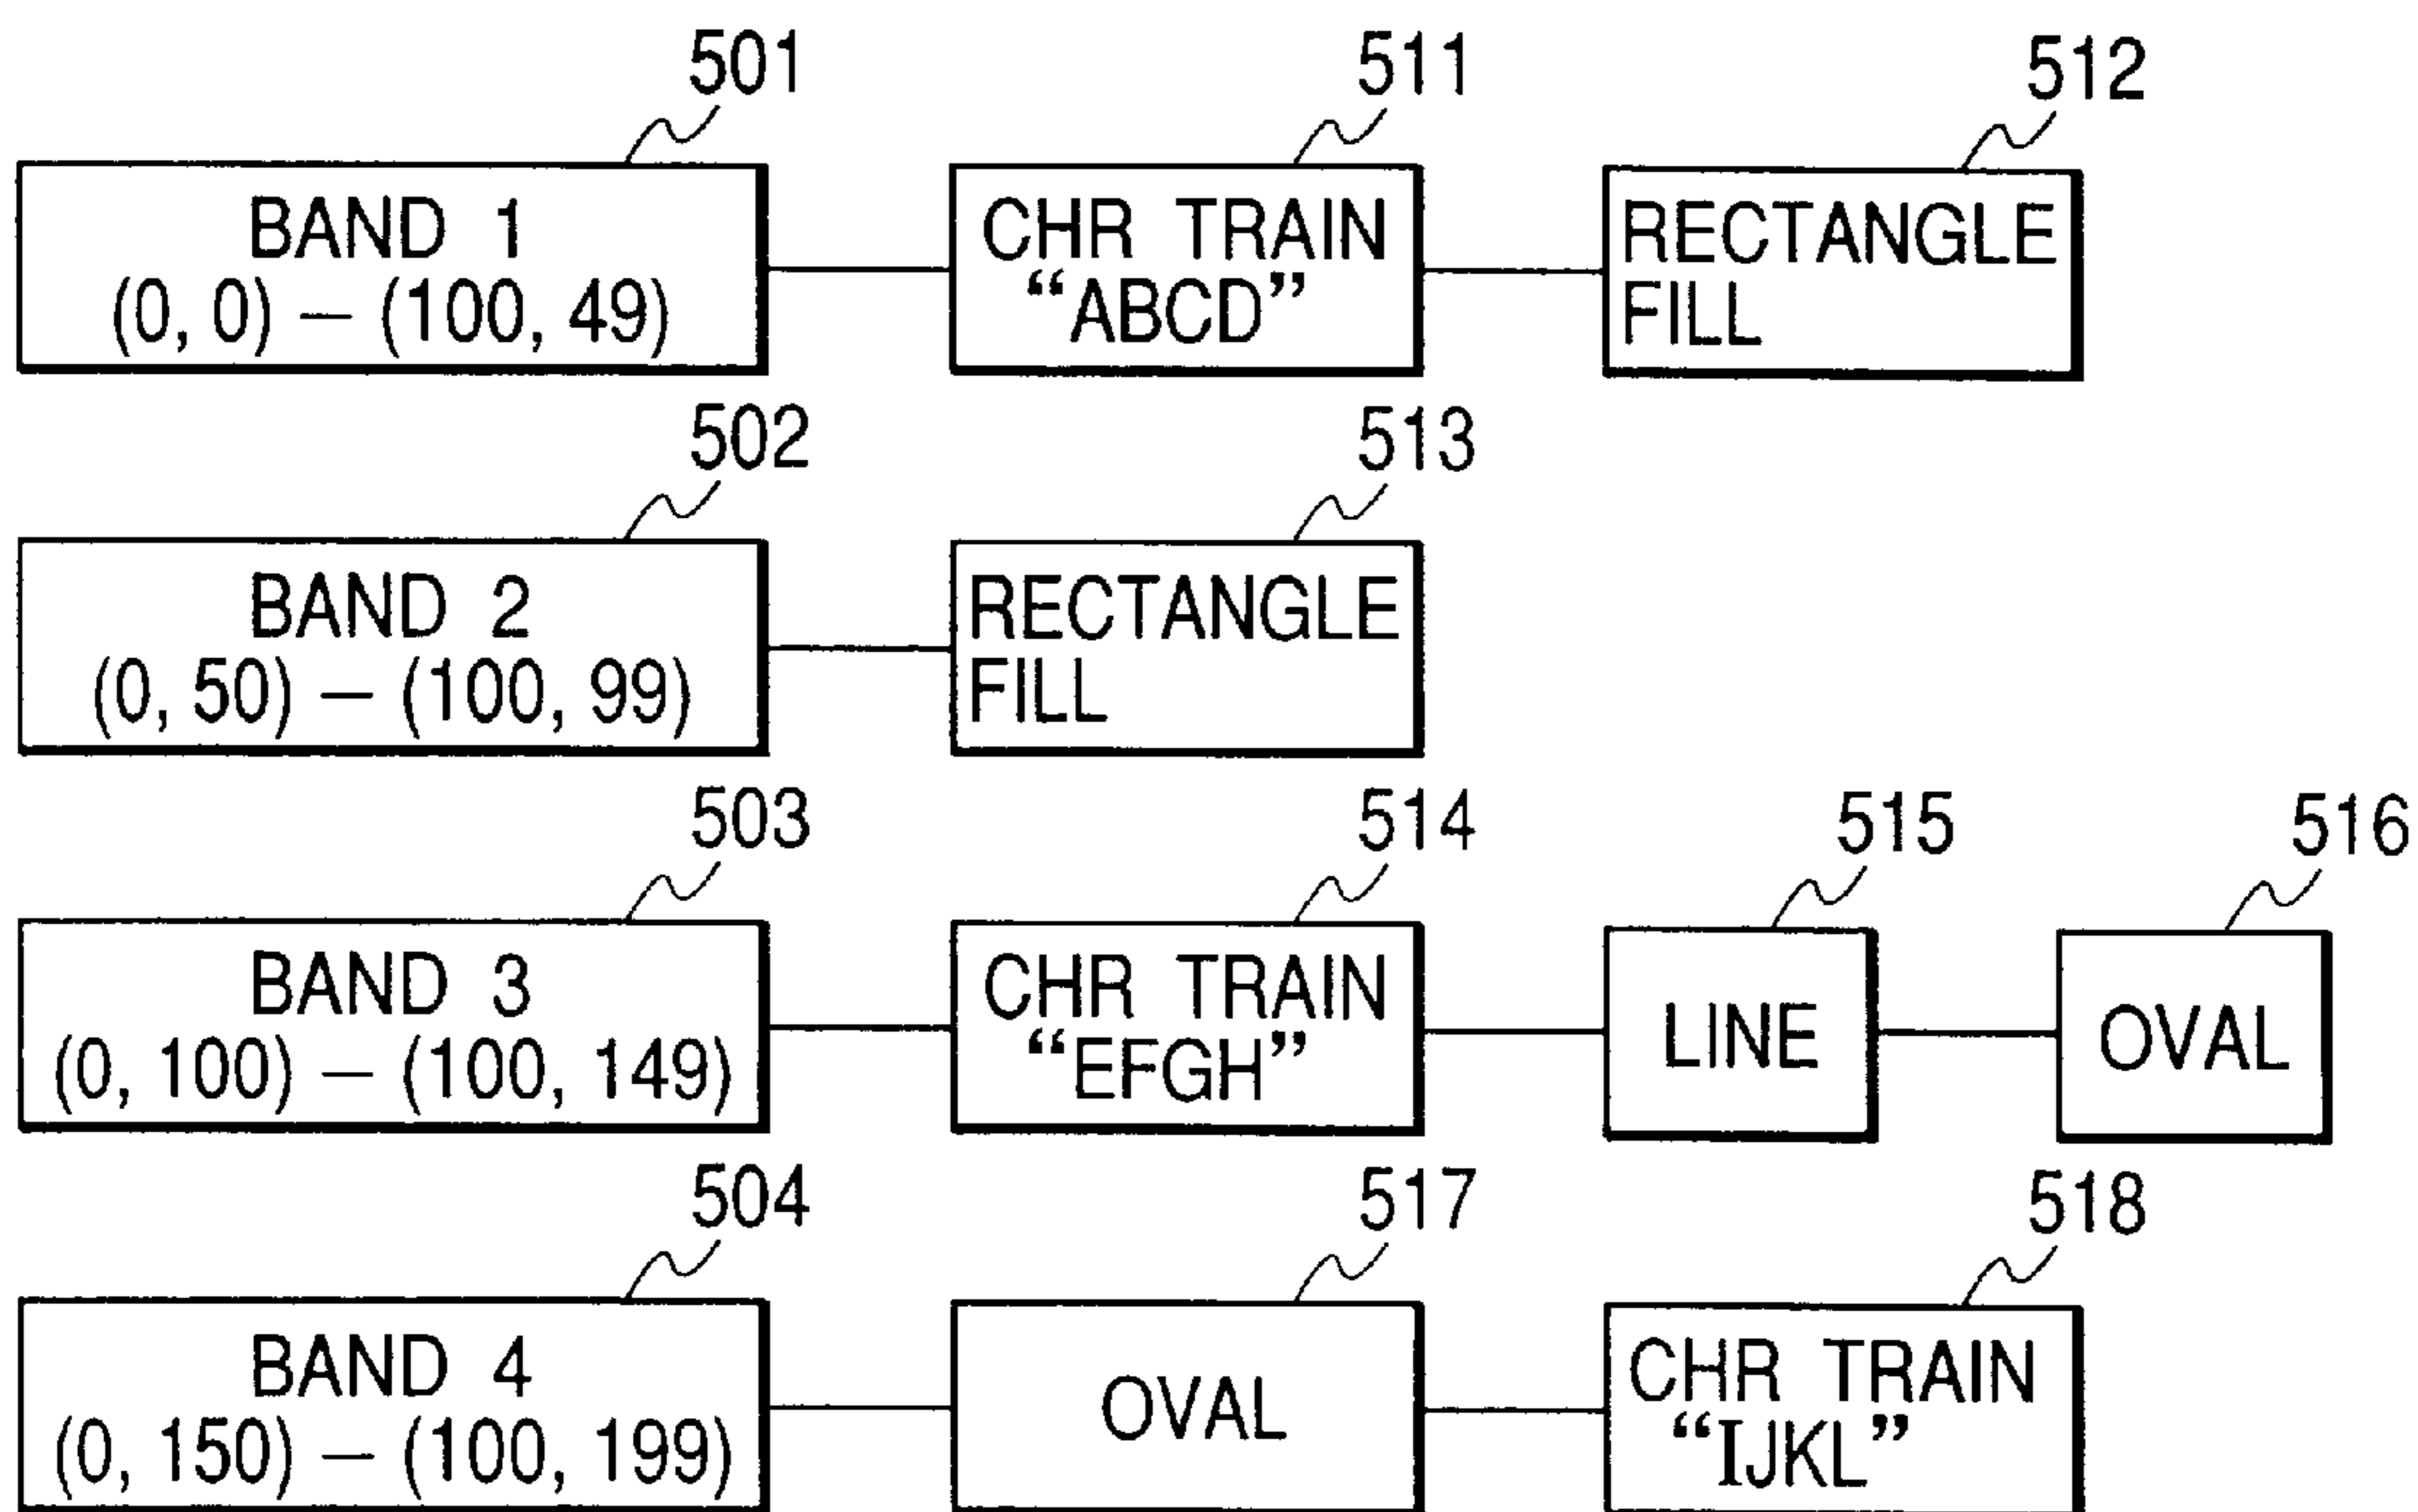 501
511
512
BAND 1
(0, 0) — (100, 49)
CHR TRAIN
“ABCD”
RECTANGLE
FILL
502
513
BAND 2
(0, 50) — (100, 99)
RECTANGLE
FILL
503
514
515
516
BAND 3
(0, 100) — (100, 149)
CHR TRAIN
“EFGH”
LINE
OVAL
504
517
518
BAND 4
(0, 150) — (100, 199)
OVAL
CHR TRAIN
“IJKL”